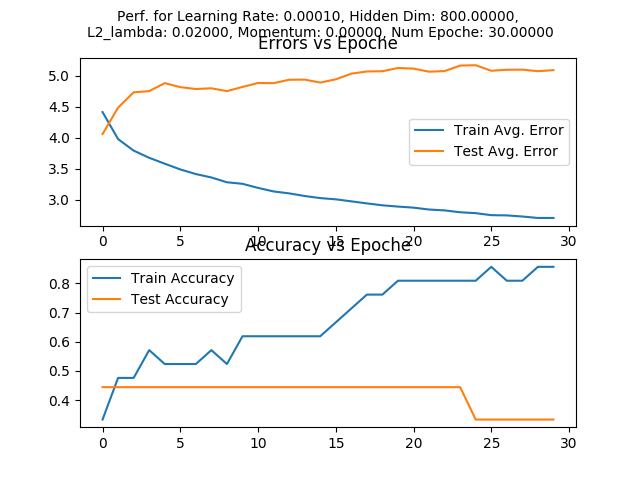 Perf. for Learning Rate: 0.00010, Hidden Dim: 800.00000,
L2_lambda: 0.02000, Momentum: 0.00000, Num Epoche: 30.00000
Errors vs Epoche
5.0
4.5
4.0
3.5
3.0
Train Avg. Error
Test Avg. Error
0 5 10 15 20 25 30
Accuracy vs Epoche
0.8
0.7
0.6
0.5
0.4
Train Accuracy
Test Accuracy
0 5 10 15 20 25 30